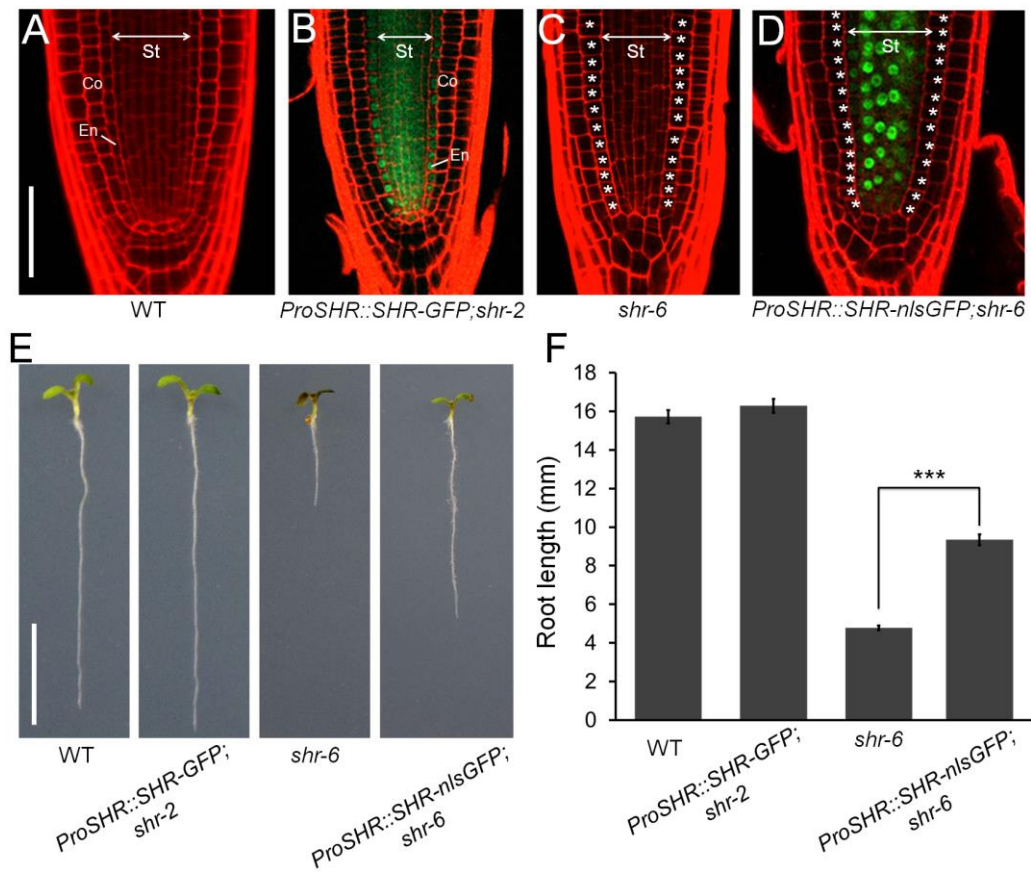 A
St
Co
En
WT
B
St
Co
En
ProSHR::SHR-GFP;shr-2
C
St
* * * * * * * * * * * * *
* * * * * * * * * * * * *
shr-6
D
St
ProSHR::SHR-nlsGFP;shr-6
E
WT
ProSHR::SHR-GFP;
shr-2
shr-6
ProSHR::SHR-nlsGFP;
shr-6
F
Root length (mm)
18
16
14
12
10
8
6
4
2
0
***
WT
ProSHR::SHR-GFP;
shr-2
shr-6
ProSHR::SHR-nlsGFP;
shr-6